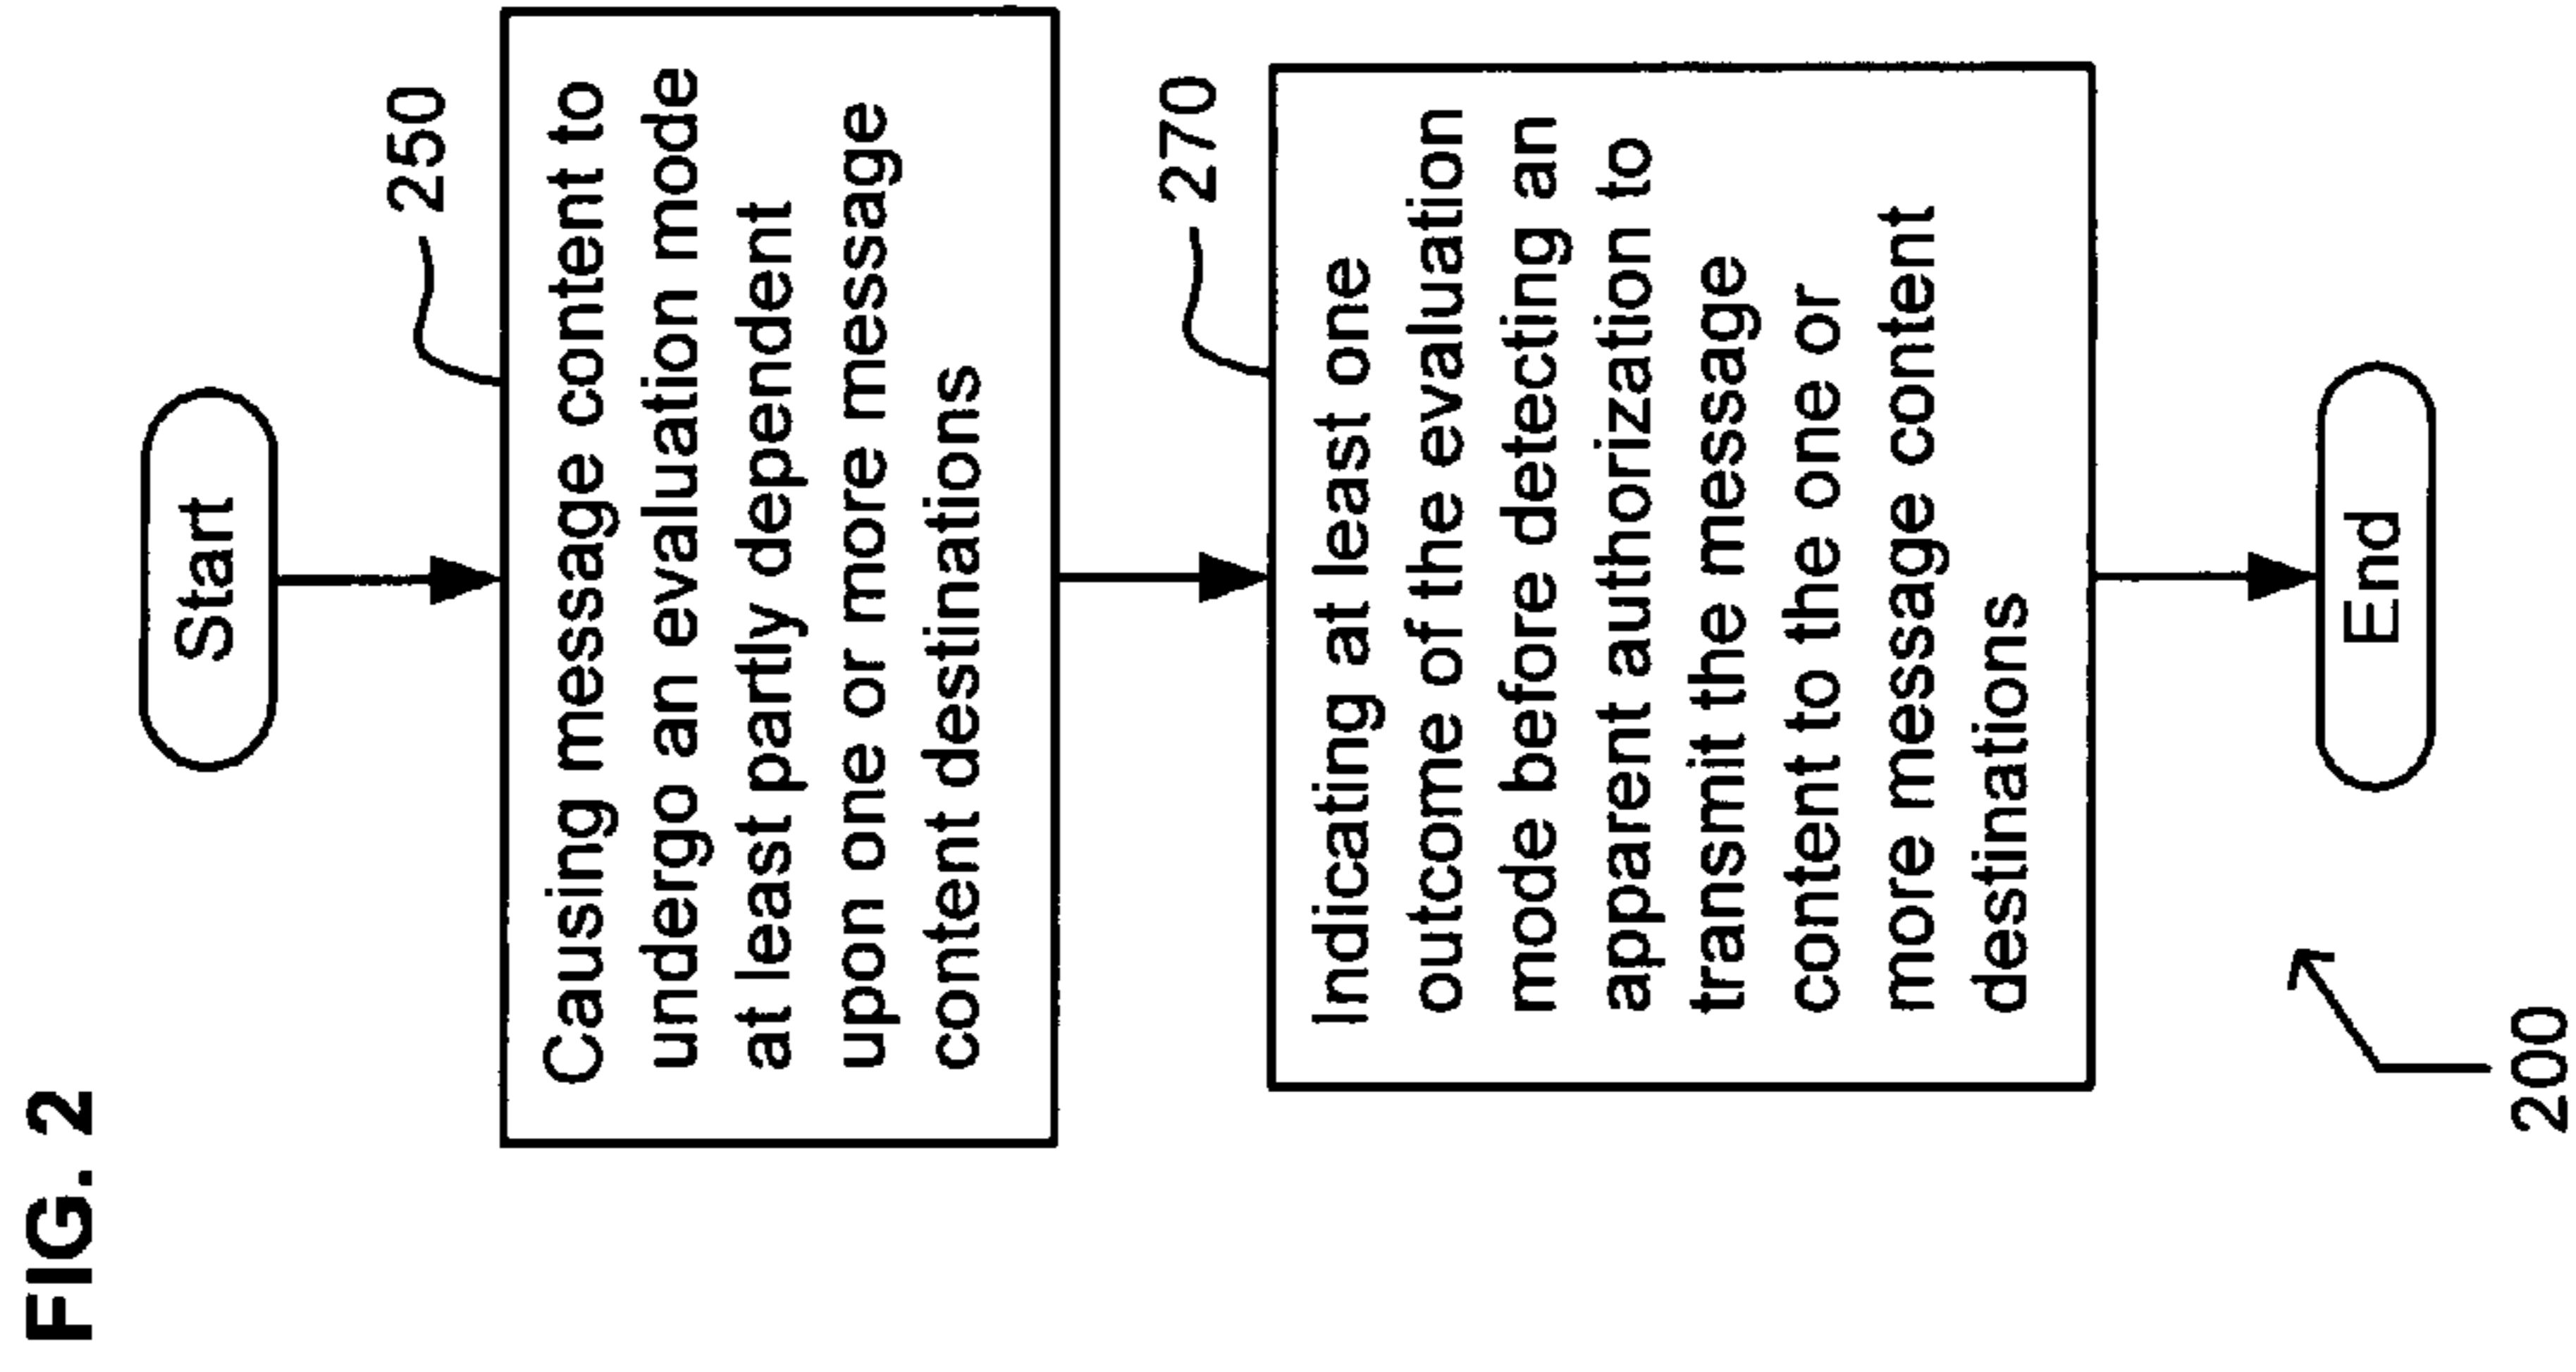 FIG. 2
Start
250
Causing message content to
undergo an evaluation mode
at least partly dependent
upon one or more message
content destinations
270
Indicating at least one
outcome of the evaluation
mode before detecting an
apparent authorization to
transmit the message
content to the one or
more message content
destinations
End
200